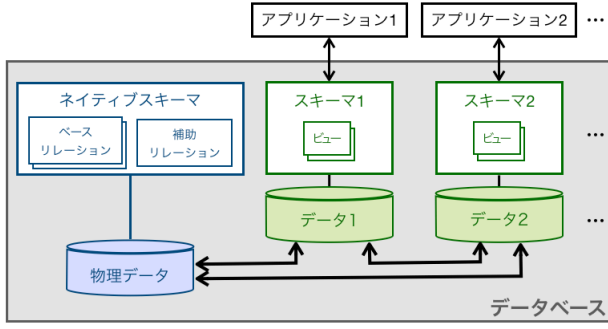 アプリケーション1
アプリケーション2
…
ネイティブスキーマ
ベース
リレーション
補助
リレーション
スキーマ1
ビュー
スキーマ2
ビュー
…
データ1
データ2
…
物理データ
データベース